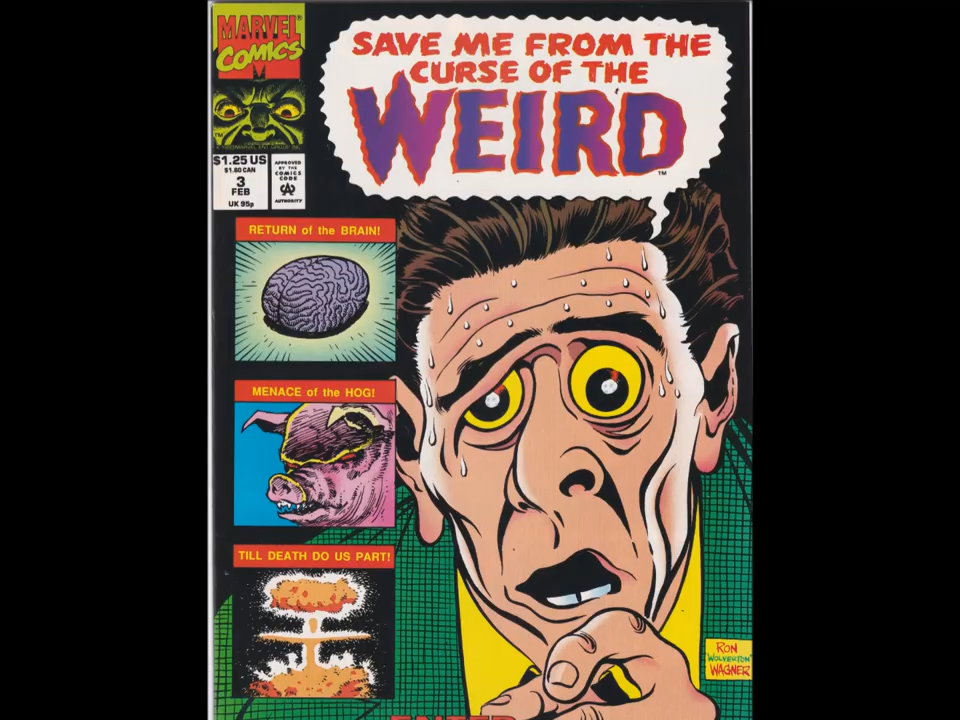 MARVEL®
COMICS
SAVE ME FROM THE
CURSE OF THE
WEIRD
TM
$1.25 US
$1.60 CAN
3
FEB
UK 95p
APPROVED
BY THE
COMICS
CODE
CA
AUTHORITY
RETURN of the BRAIN!
MENACE of the HOG!
TILL DEATH DO US PART!
RON
"WOLVERTON"
WAGNER
ENTER